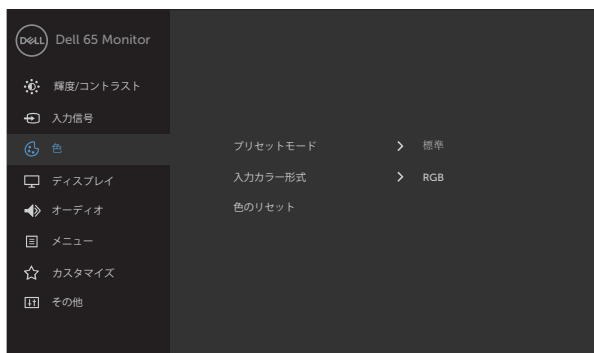 DELL Dell 65 Monitor
輝度/コントラスト
入力信号
色
プリセットモード 標準
入力カラー形式 RGB
ディスプレイ
オーディオ
色のリセット
メニュー
カスタマイズ
その他